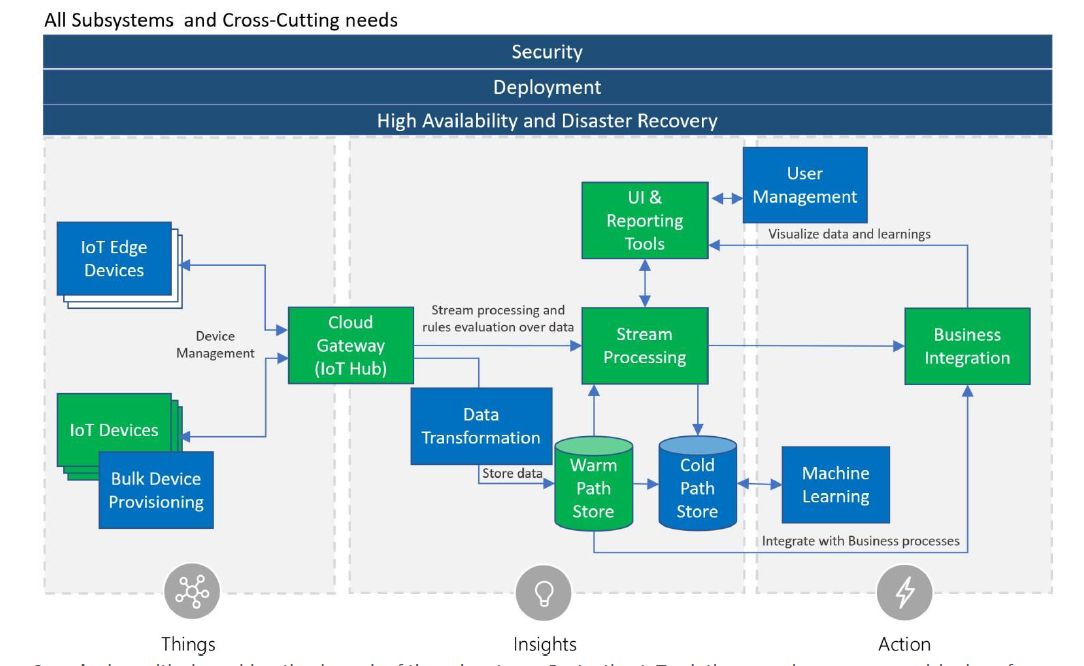 All Subsystems and Cross-Cutting needs
Security
Deployment
High Availability and Disaster Recovery
User
Management
UI &
Reporting
Tools
Visualize data and learnings
IoT Edge
Devices
Device
Management
Cloud
Gateway
(IoT Hub)
Stream processing and
rules evaluation over data
Stream
Processing
Business
Integration
IoT Devices
Bulk Device
Provisioning
Data
Transformation
Store data
Warm
Path
Store
Cold
Path
Store
Machine
Learning
Integrate with Business processes
Things
Insights
Action